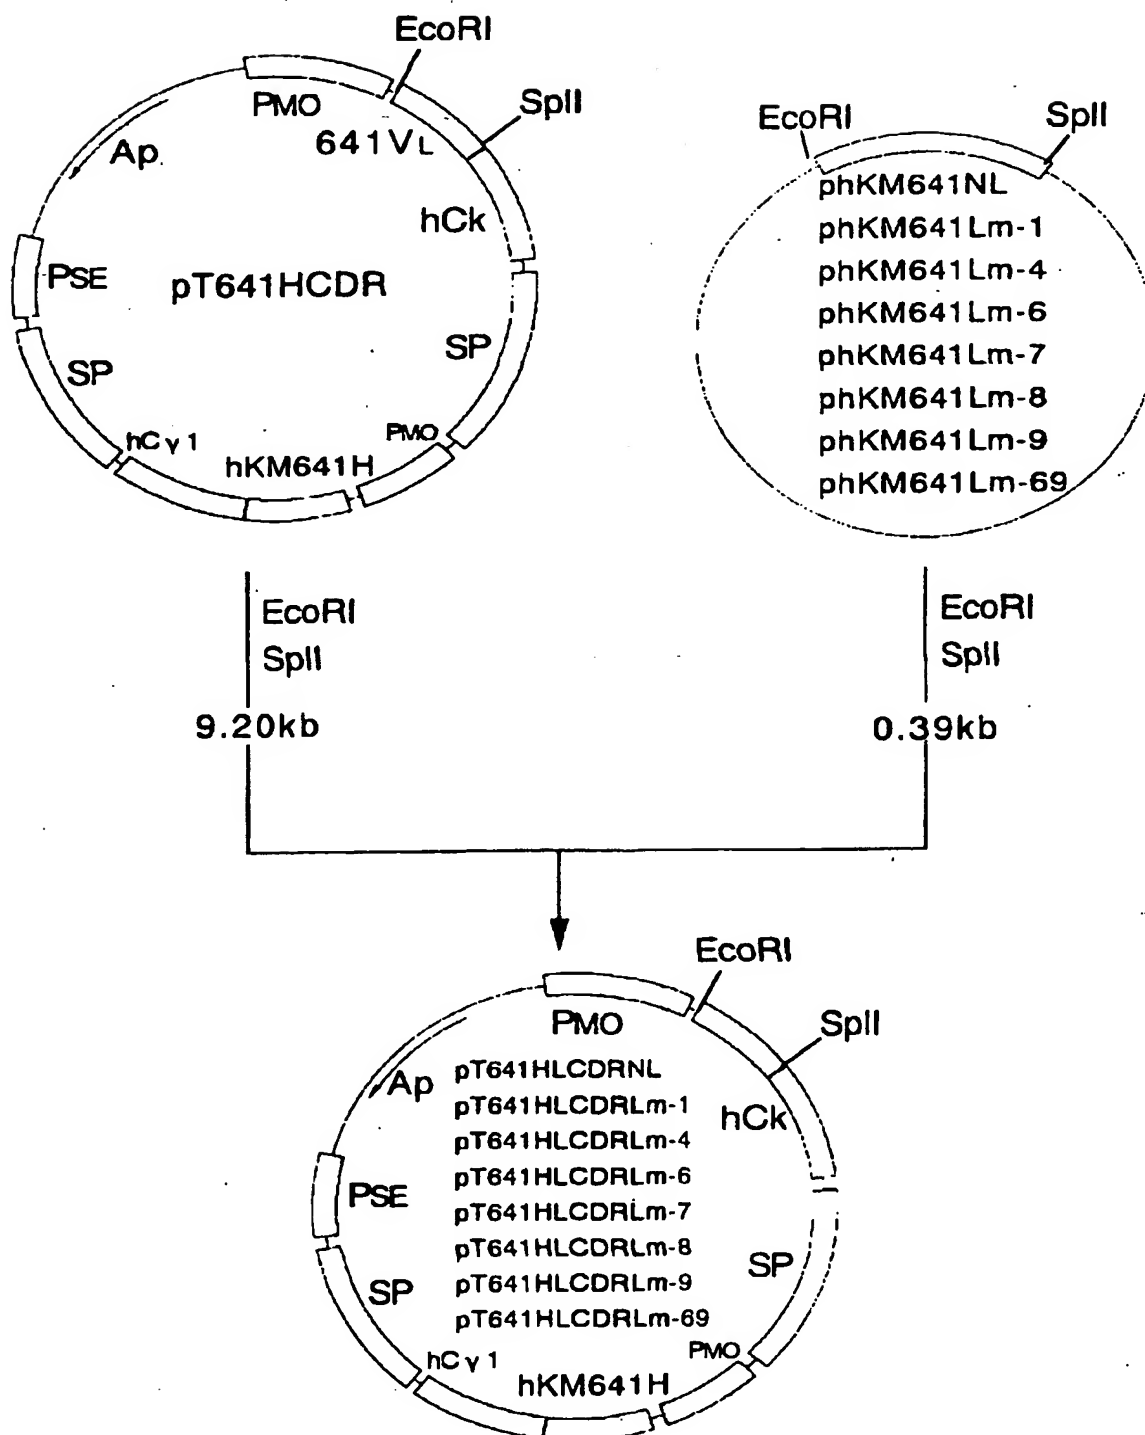 EcoRI
PMO
SplI
641VL
Ap
hCk
PSE
pT641HCDR
SP
SP
PMO
hCγ1
hKM641H
EcoRI
SplI
phKM641NL
phKM641Lm-1
phKM641Lm-4
phKM641Lm-6
phKM641Lm-7
phKM641Lm-8
phKM641Lm-9
phKM641Lm-69
EcoRI
SplI
9.20kb
EcoRI
SplI
0.39kb
EcoRI
PMO
SplI
Ap
hCk
pT641HLCDRNL
pT641HLCDRLm-1
pT641HLCDRLm-4
pT641HLCDRLm-6
pT641HLCDRLm-7
pT641HLCDRLm-8
pT641HLCDRLm-9
pT641HLCDRLm-69
PSE
SP
SP
PMO
hCγ1
hKM641H